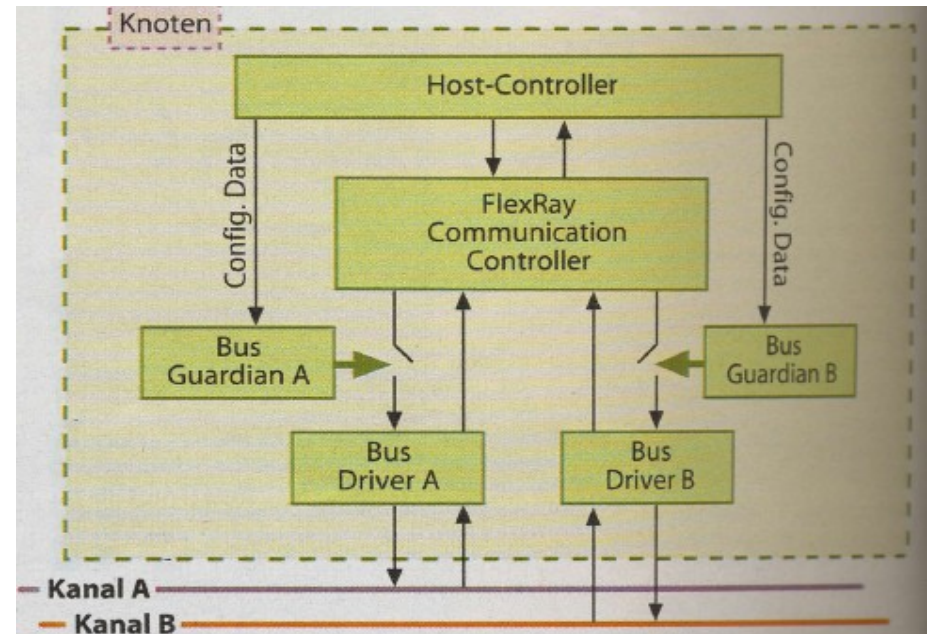 Knoten
Host-Controller
Config. Data
Config. Data
FlexRay
Communication
Controller
Bus
Guardian A
Bus
Guardian B
Bus
Driver A
Bus
Driver B
Kanal A
Kanal B